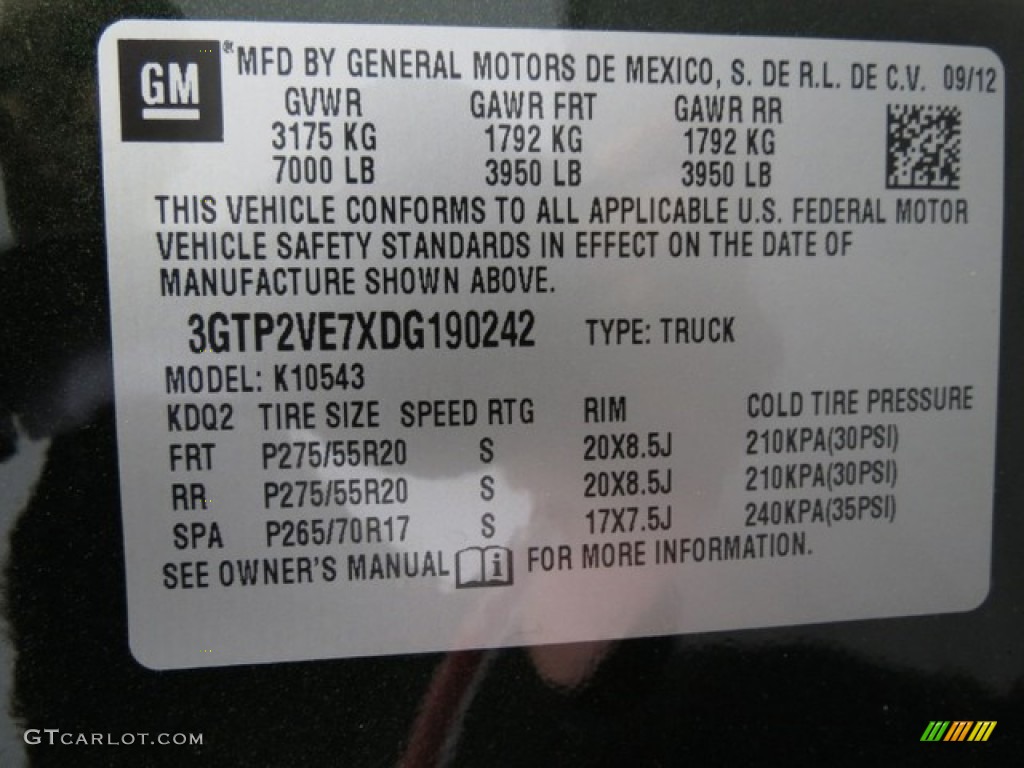 GM® MFD BY GENERAL MOTORS DE MEXICO, S. DE R.L. DE C.V. 09/12
GVWR GAWR FRT GAWR RR
3175 KG 1792 KG 1792 KG
7000 LB 3950 LB 3950 LB
THIS VEHICLE CONFORMS TO ALL APPLICABLE U.S. FEDERAL MOTOR
VEHICLE SAFETY STANDARDS IN EFFECT ON THE DATE OF
MANUFACTURE SHOWN ABOVE.
3GTP2VE7XDG190242 TYPE: TRUCK
MODEL: K10543
KDQ2 TIRE SIZE SPEED RTG RIM COLD TIRE PRESSURE
FRT P275/55R20 S 20X8.5J 210KPA(30PSI)
RR P275/55R20 S 20X8.5J 210KPA(30PSI)
SPA P265/70R17 S 17X7.5J 240KPA(35PSI)
SEE OWNER'S MANUAL i FOR MORE INFORMATION.
GTCARLOT.COM